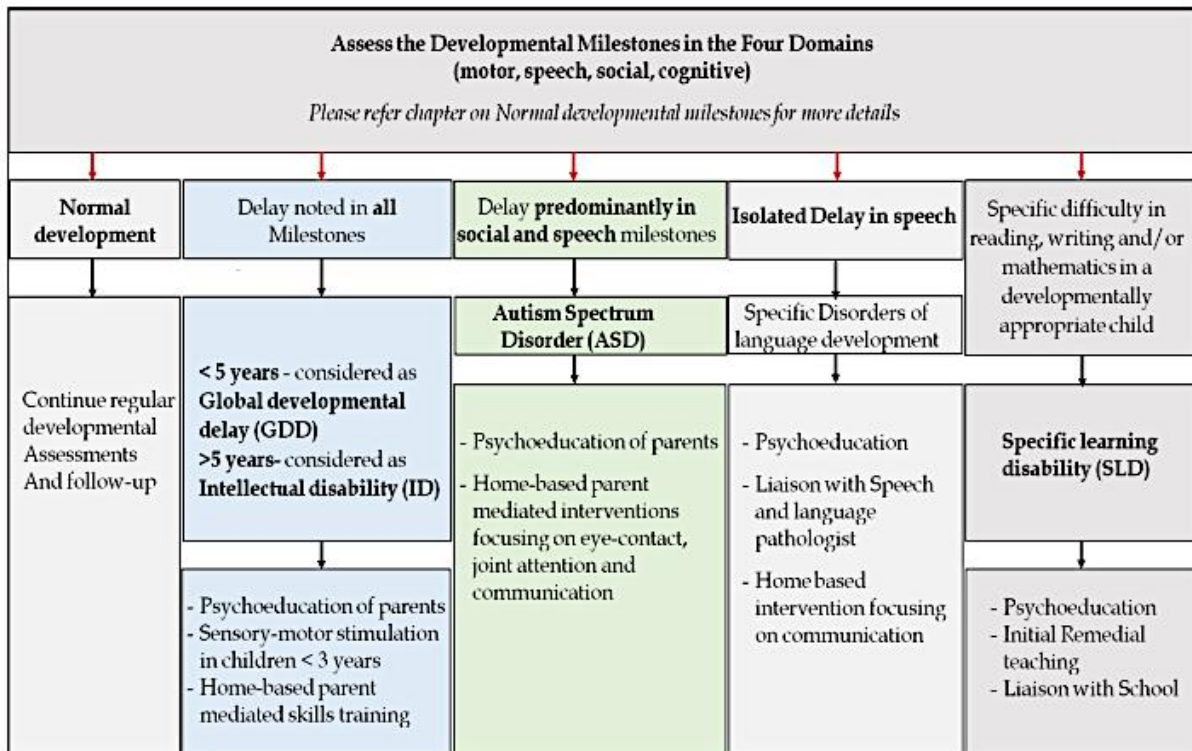 Assess the Developmental Milestones in the Four Domains
(motor, speech, social, cognitive)
Please refer chapter on Normal developmental milestones for more details
Normal
development
Continue regular
developmental
Assessments
And follow-up
Delay noted in all
Milestones
< 5 years - considered as
Global developmental
delay (GDD)
>5 years- considered as
Intellectual disability (ID)
- Psychoeducation of parents
- Sensory-motor stimulation
in children < 3 years
- Home-based parent
mediated skills training
Delay predominantly in
social and speech milestones
Autism Spectrum
Disorder (ASD)
- Psychoeducation of parents
- Home-based parent
mediated interventions
focusing on eye-contact,
joint attention and
communication
Isolated Delay in speech
Specific Disorders of
language development
- Psychoeducation
- Liaison with Speech
and language
pathologist
- Home based
intervention focusing
on communication
Specific difficulty in
reading, writing and/or
mathematics in a
developmentally
appropriate child
Specific learning
disability (SLD)
- Psychoeducation
- Initial Remedial
teaching
- Liaison with School